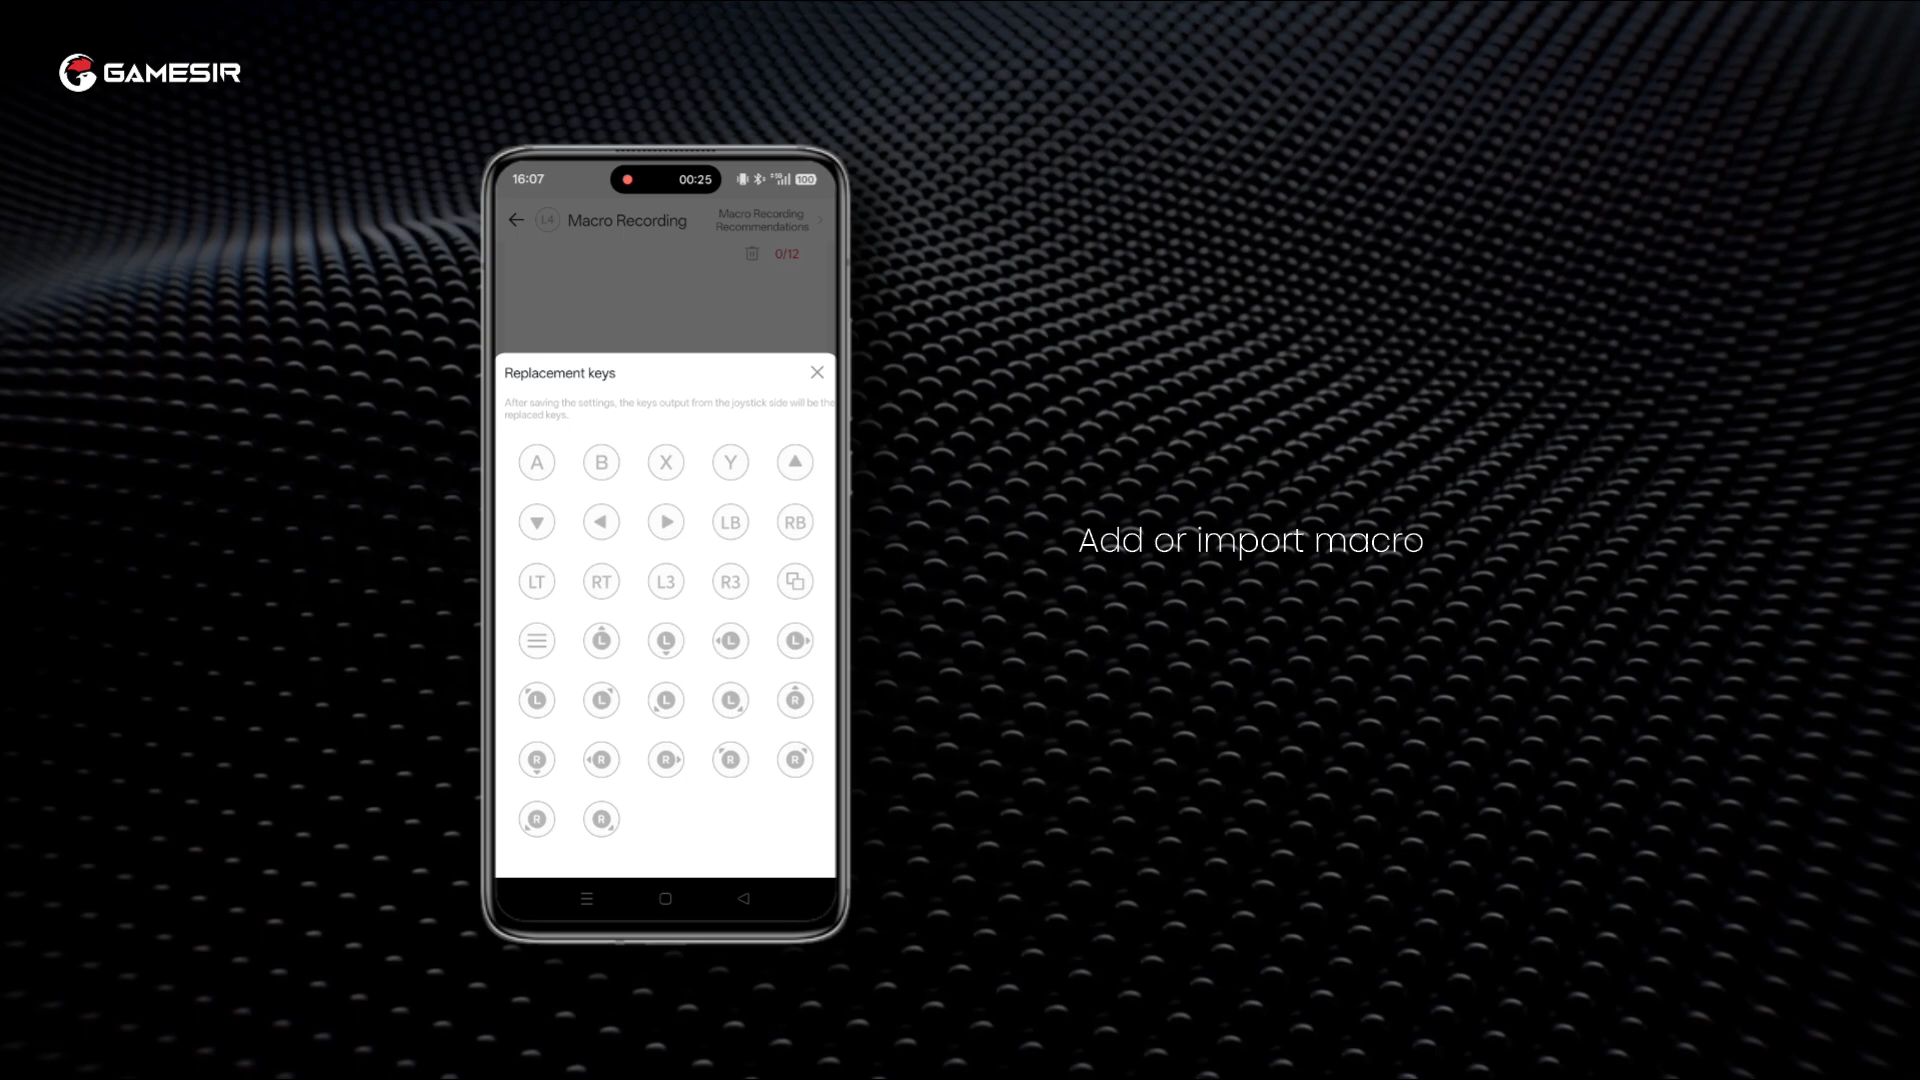 GAMESIR
16:07
00:25
100
L4 Macro Recording
Macro Recording
Recommendations
0/12
Replacement keys
After saving the settings, the keys output from the joystick side will be the
replaced keys.
A B X Y
LB RB
LT RT L3 R3
L L L L
L L L L R
R R R R R
R R
Add or import macro